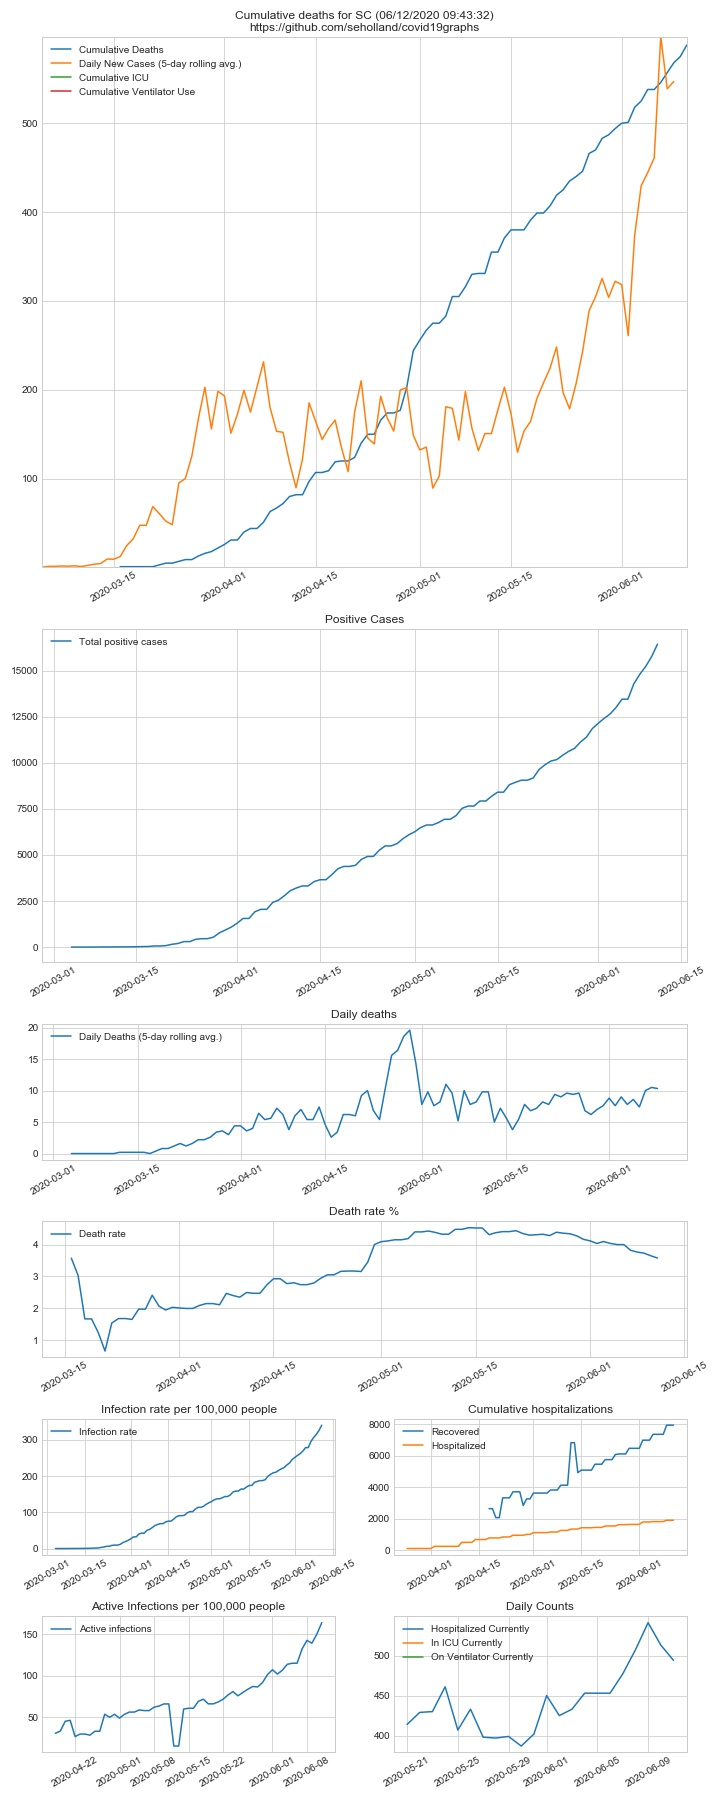 Cumulative deaths for SC (06/12/2020 09:43:32)
https://github.com/seholland/covid19graphs
Cumulative Deaths
Daily New Cases (5-day rolling avg.)
Cumulative ICU
Cumulative Ventilator Use
500
400
300
200
100
2020-03-15 2020-04-01 2020-04-15 2020-05-01 2020-05-15 2020-06-01
Positive Cases
Total positive cases
15000
12500
10000
7500
5000
2500
0
2020-03-01 2020-03-15 2020-04-01 2020-04-15 2020-05-01 2020-05-15 2020-06-01 2020-06-15
Daily deaths
Daily Deaths (5-day rolling avg.)
20
15
10
5
0
2020-03-01 2020-03-15 2020-04-01 2020-04-15 2020-05-01 2020-05-15 2020-06-01
Death rate %
Death rate
4
3
2
1
2020-03-15 2020-04-01 2020-04-15 2020-05-01 2020-05-15 2020-06-01 2020-06-15
Infection rate per 100,000 people
Infection rate
300
200
100
0
2020-03-01 2020-03-15 2020-04-01 2020-04-15 2020-05-01 2020-05-15 2020-06-01 2020-06-15
Cumulative hospitalizations
Recovered
Hospitalized
8000
6000
4000
2000
0
2020-04-01 2020-04-15 2020-05-01 2020-05-15 2020-06-01
Active Infections per 100,000 people
Active infections
150
100
50
2020-04-22 2020-05-01 2020-05-08 2020-05-15 2020-05-22 2020-06-01 2020-06-08
Daily Counts
Hospitalized Currently
In ICU Currently
On Ventilator Currently
500
450
400
2020-05-21 2020-05-25 2020-05-29 2020-06-01 2020-06-05 2020-06-09